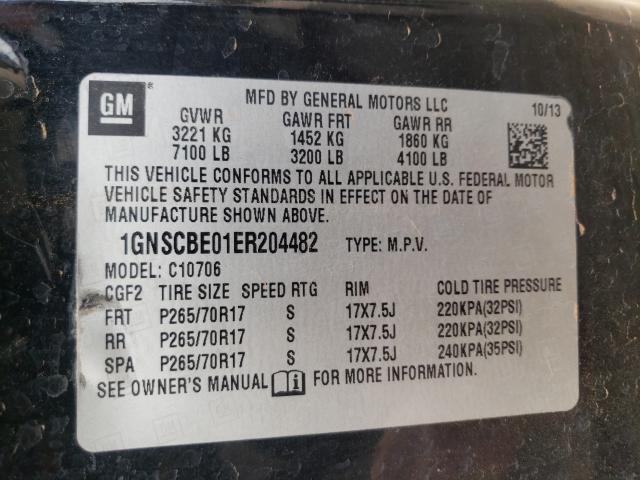 GM
MFD BY GENERAL MOTORS LLC
10/13
GVWR GAWR FRT GAWR RR
3221 KG 1452 KG 1860 KG
7100 LB 3200 LB 4100 LB
THIS VEHICLE CONFORMS TO ALL APPLICABLE U.S. FEDERAL MOTOR
VEHICLE SAFETY STANDARDS IN EFFECT ON THE DATE OF
MANUFACTURE SHOWN ABOVE.
1GNSCBE01ER204482 TYPE: M.P.V.
MODEL: C10706
CGF2 TIRE SIZE SPEED RTG RIM COLD TIRE PRESSURE
FRT P265/70R17 S 17X7.5J 220KPA(32PSI)
RR P265/70R17 S 17X7.5J 220KPA(32PSI)
SPA P265/70R17 S 17X7.5J 240KPA(35PSI)
SEE OWNER'S MANUAL FOR MORE INFORMATION.